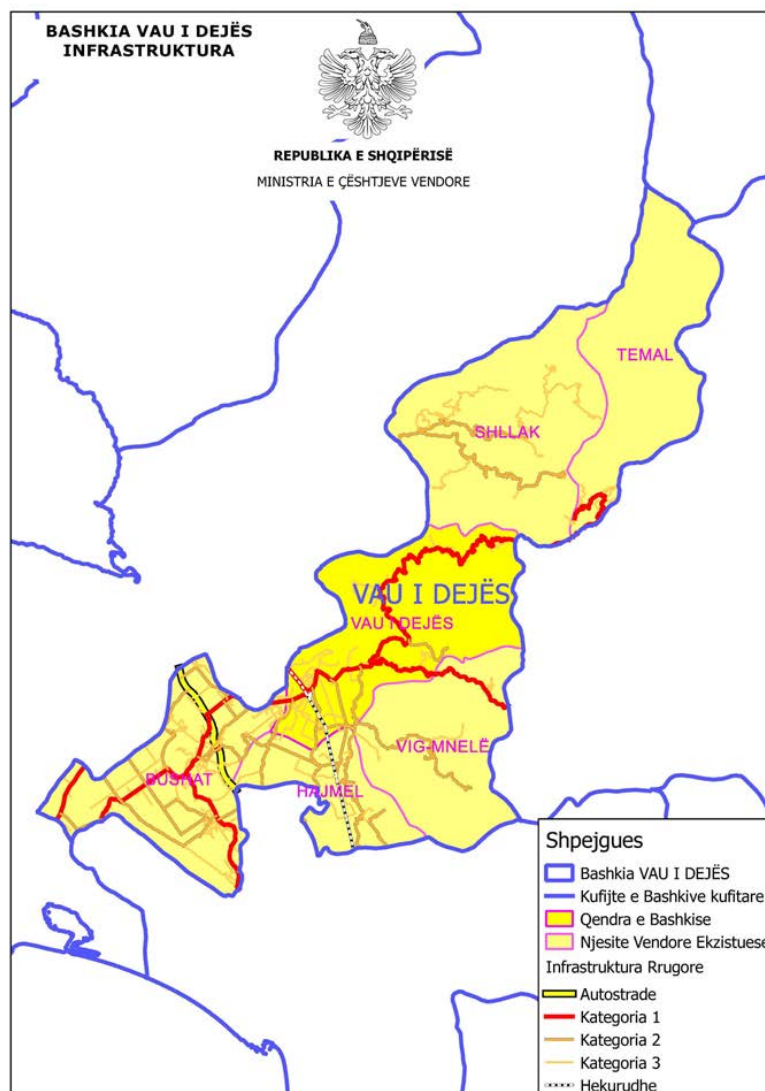 BASHKIA VAU I DEJËS
INFRASTRUKTURA
REPUBLIKA E SHQIPËRISË
MINISTRIA E ÇËSHTJEVE VENDORE
TEMAL
SHLLAK
VAU I DEJËS
VAU I DEJËS
VIG-MNELË
BUSHAT
HAJMEL
Shpejgues
Bashkia VAU I DEJËS
Kufijte e Bashkive kufitare
Qendra e Bashkise
Njesite Vendore Ekzistuese
Infrastruktura Rrugore
Autostrade
Kategoria 1
Kategoria 2
Kategoria 3
Hekurudhe